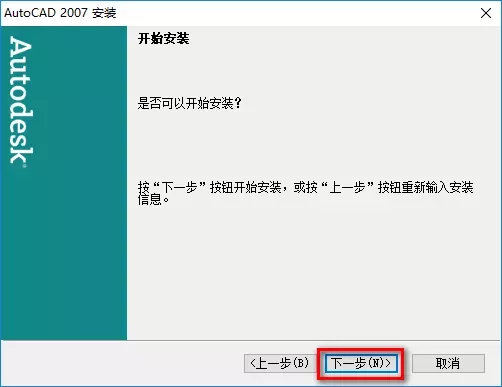 AutoCAD 2007 安装
Autodesk
开始安装
是否可以开始安装？
按“下一步”按钮开始安装，或按“上一步”按钮重新输入安装
信息。
<上一步(B)
下一步(N)>
取消